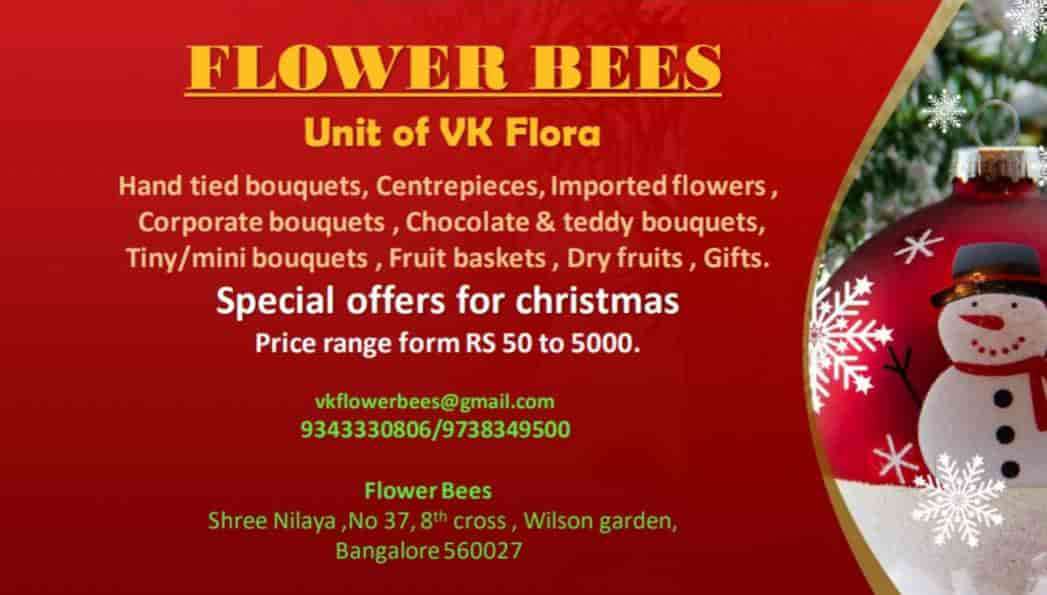 FLOWER BEES
Unit of VK Flora
Hand tied bouquets, Centrepieces, Imported flowers ,
Corporate bouquets , Chocolate & teddy bouquets,
Tiny/mini bouquets , Fruit baskets , Dry fruits , Gifts.
Special offers for christmas
Price range form RS 50 to 5000.
vkflowerbees@gmail.com
9343330806/9738349500
Flower Bees
Shree Nilaya ,No 37, 8th cross , Wilson garden,
Bangalore 560027